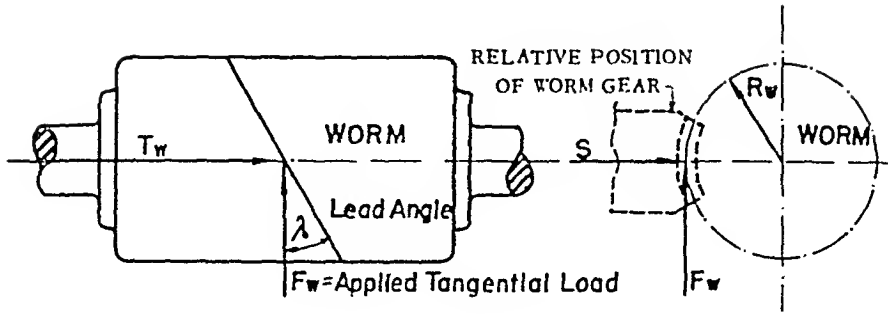 RELATIVE POSITION
OF WORM GEAR
Rw
Tw
WORM
S
WORM
Lead Angle
λ
Fw=Applied Tangential Load
Fw